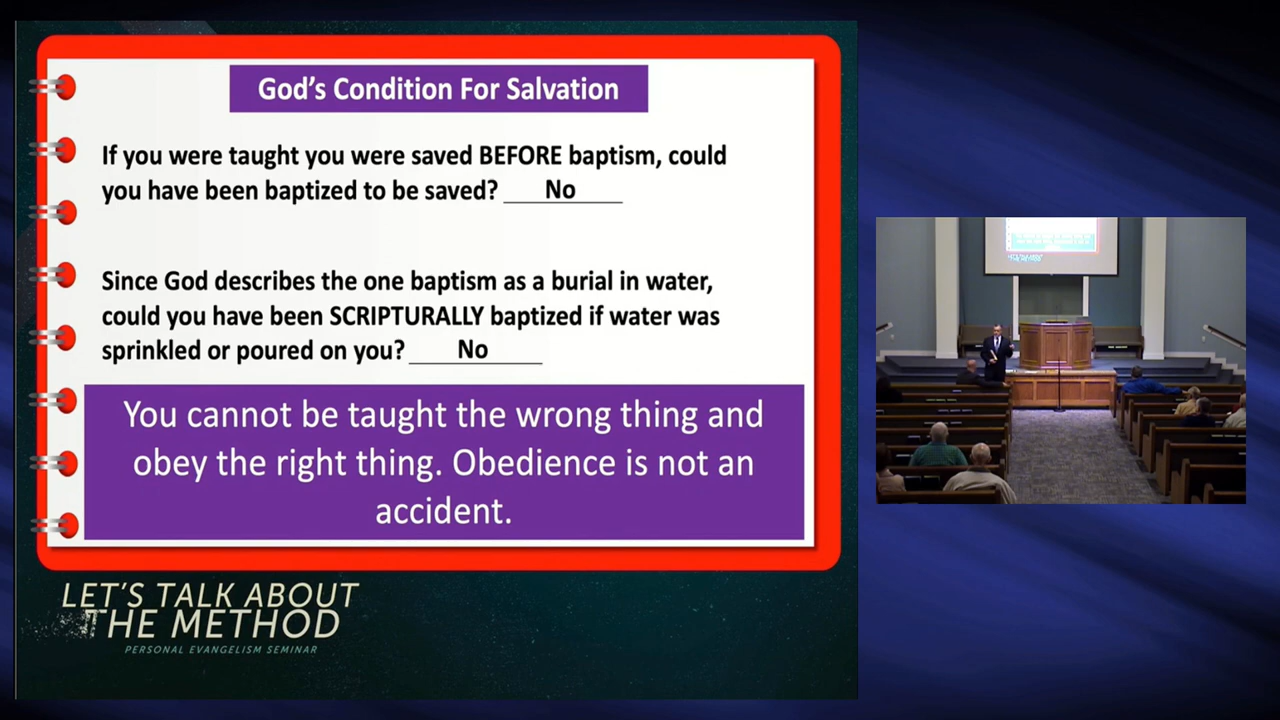 God's Condition For Salvation
If you were taught you were saved BEFORE baptism, could
you have been baptized to be saved? ______No______
Since God describes the one baptism as a burial in water,
could you have been SCRIPTURALLY baptized if water was
sprinkled or poured on you? ______No______
You cannot be taught the wrong thing and
obey the right thing. Obedience is not an
accident.
LET'S TALK ABOUT
THE METHOD
PERSONAL EVANGELISM SEMINAR